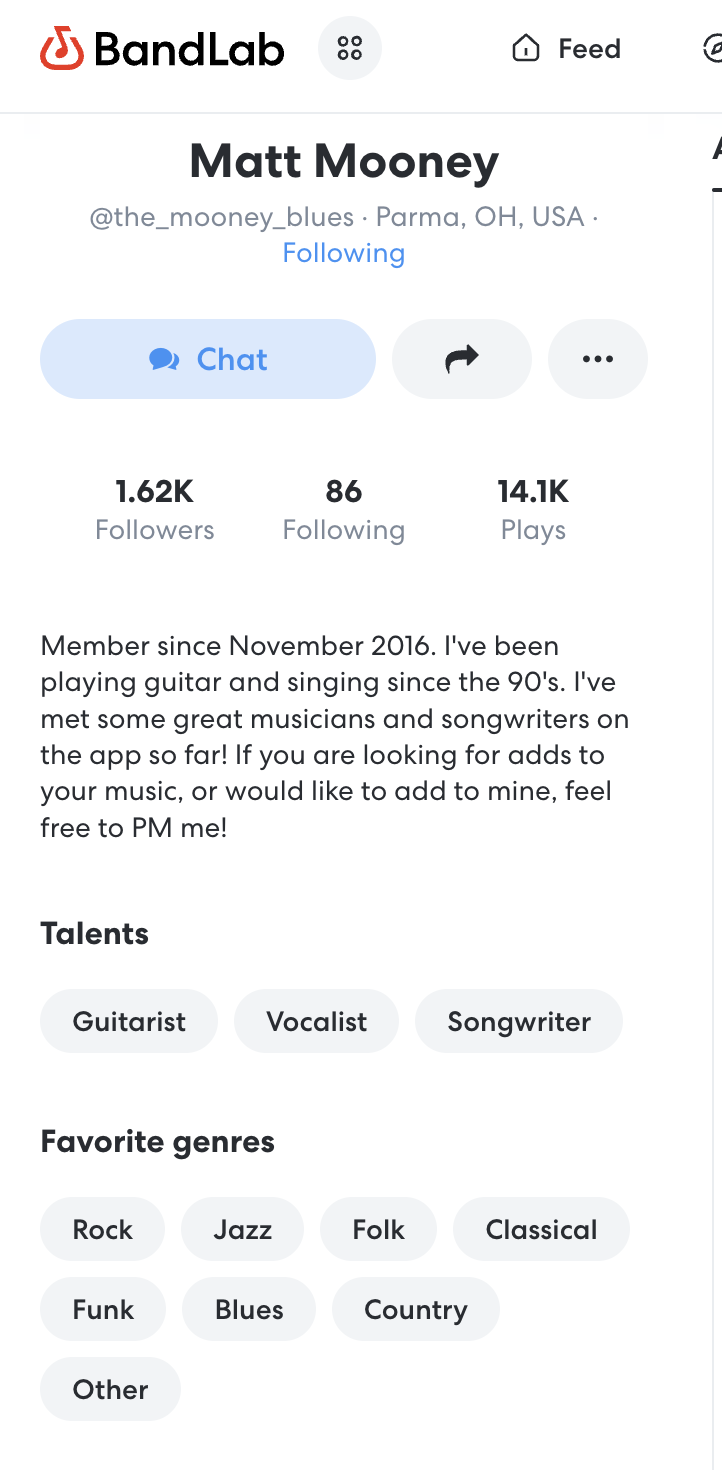 BandLab
Feed
Matt Mooney
@the_mooney_blues · Parma, OH, USA ·
Following
Chat
1.62K 86 14.1K
Followers Following Plays
Member since November 2016. I've been
playing guitar and singing since the 90's. I've
met some great musicians and songwriters on
the app so far! If you are looking for adds to
your music, or would like to add to mine, feel
free to PM me!
Talents
Guitarist Vocalist Songwriter
Favorite genres
Rock Jazz Folk Classical
Funk Blues Country
Other